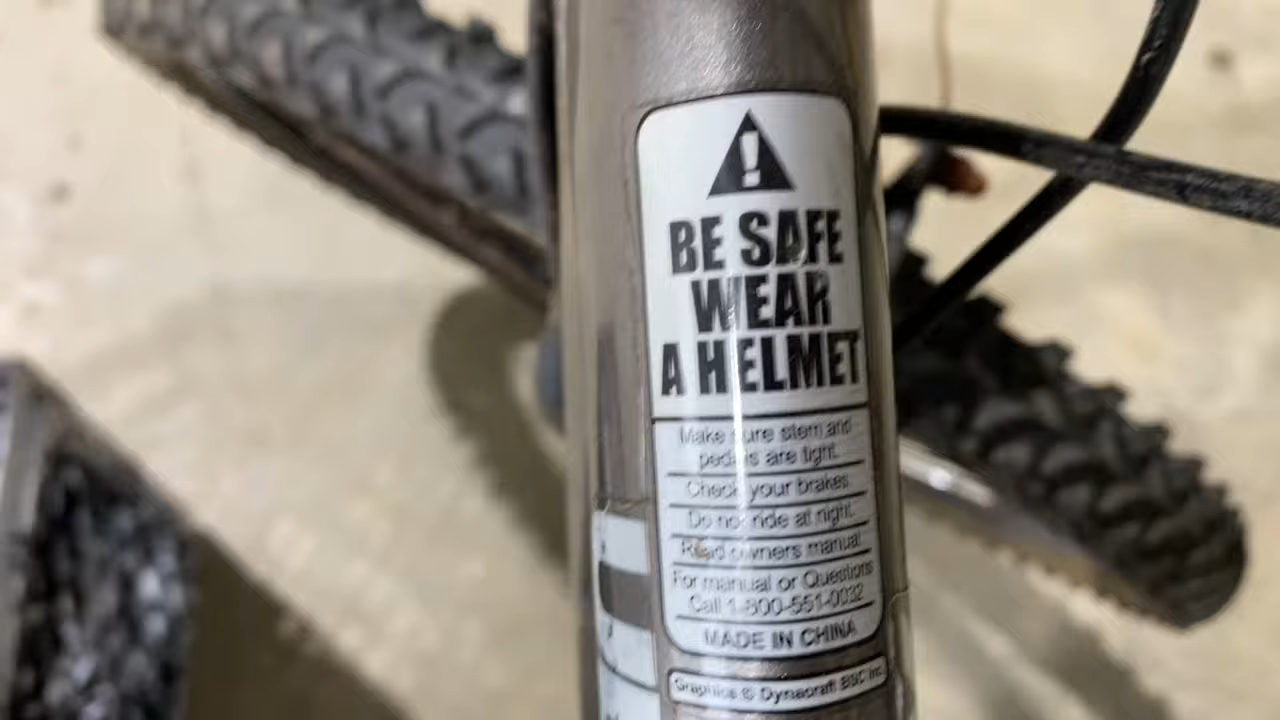 !
BE SAFE
WEAR
A HELMET
Make sure stem and
pedals are tight.
Check your brakes.
Do not ride at night.
Read owners manual
For manual or Questions
Call 1-800-551-0032
MADE IN CHINA
Graphics © Dynacraft BSC Inc.